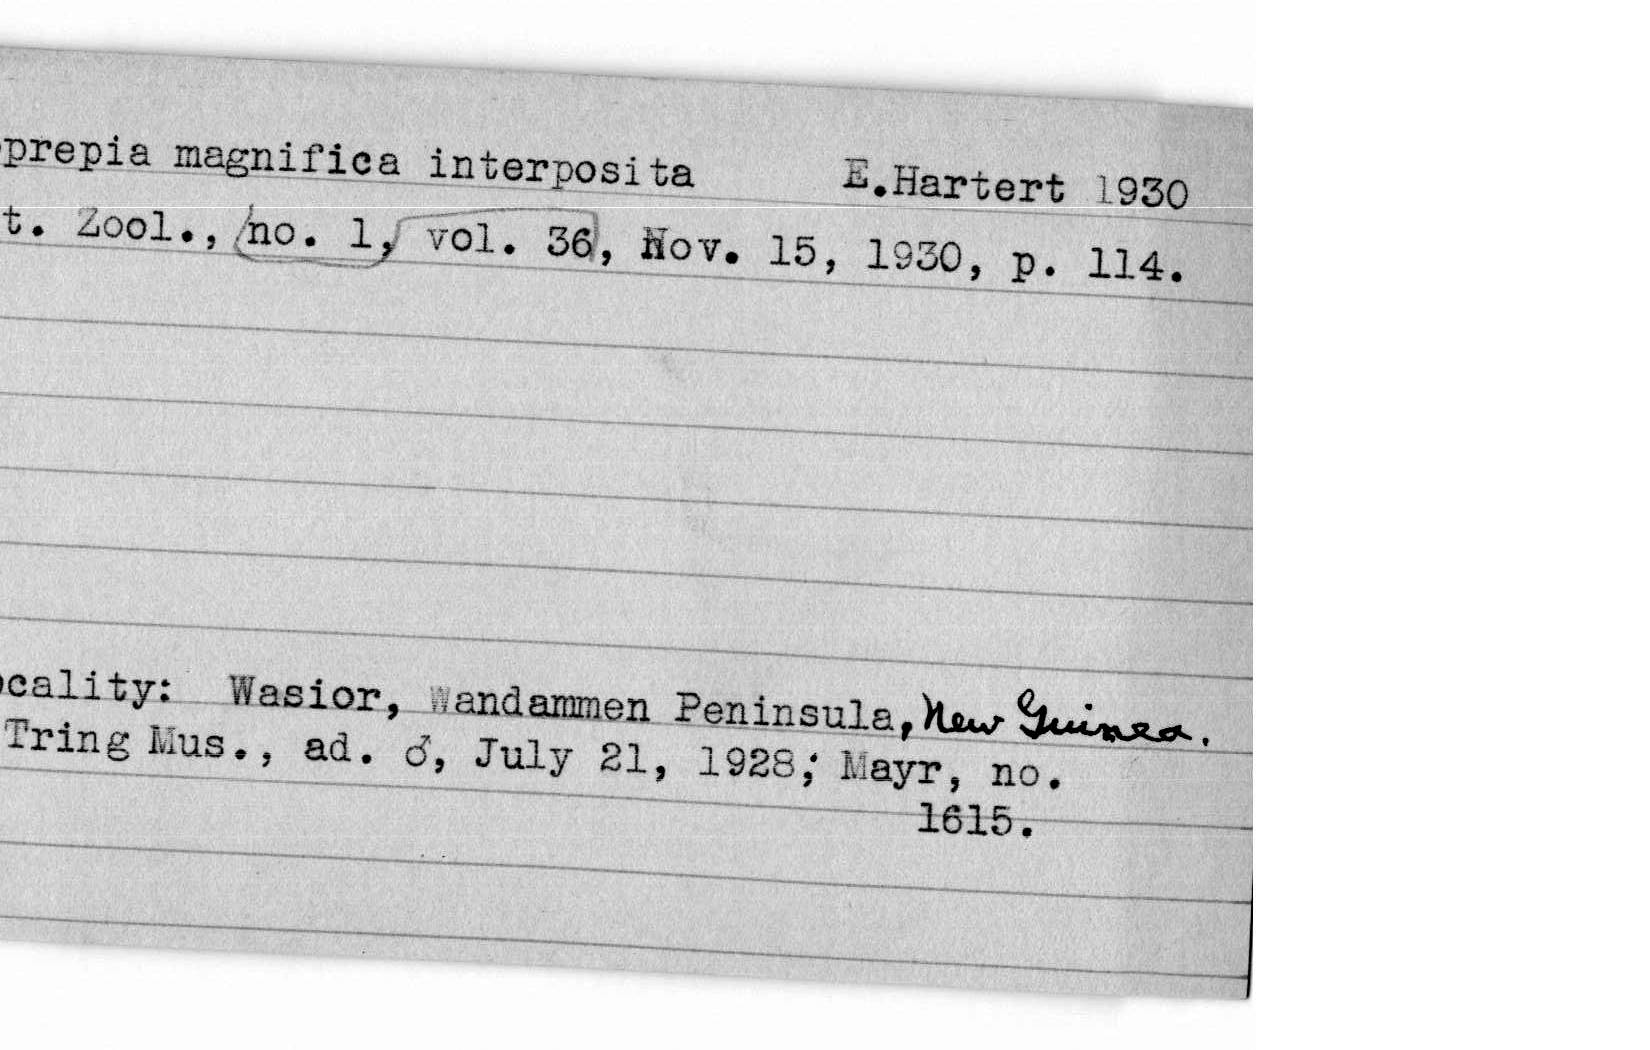 prepia magnifica interposita E.Hartert 1930
t. Zool., no. 1, vol. 36, Nov. 15, 1930, p. 114.
ocality: Wasior, Wandammen Peninsula, New Guinea.
Tring Mus., ad. ♂, July 21, 1928; Mayr, no.
1615.